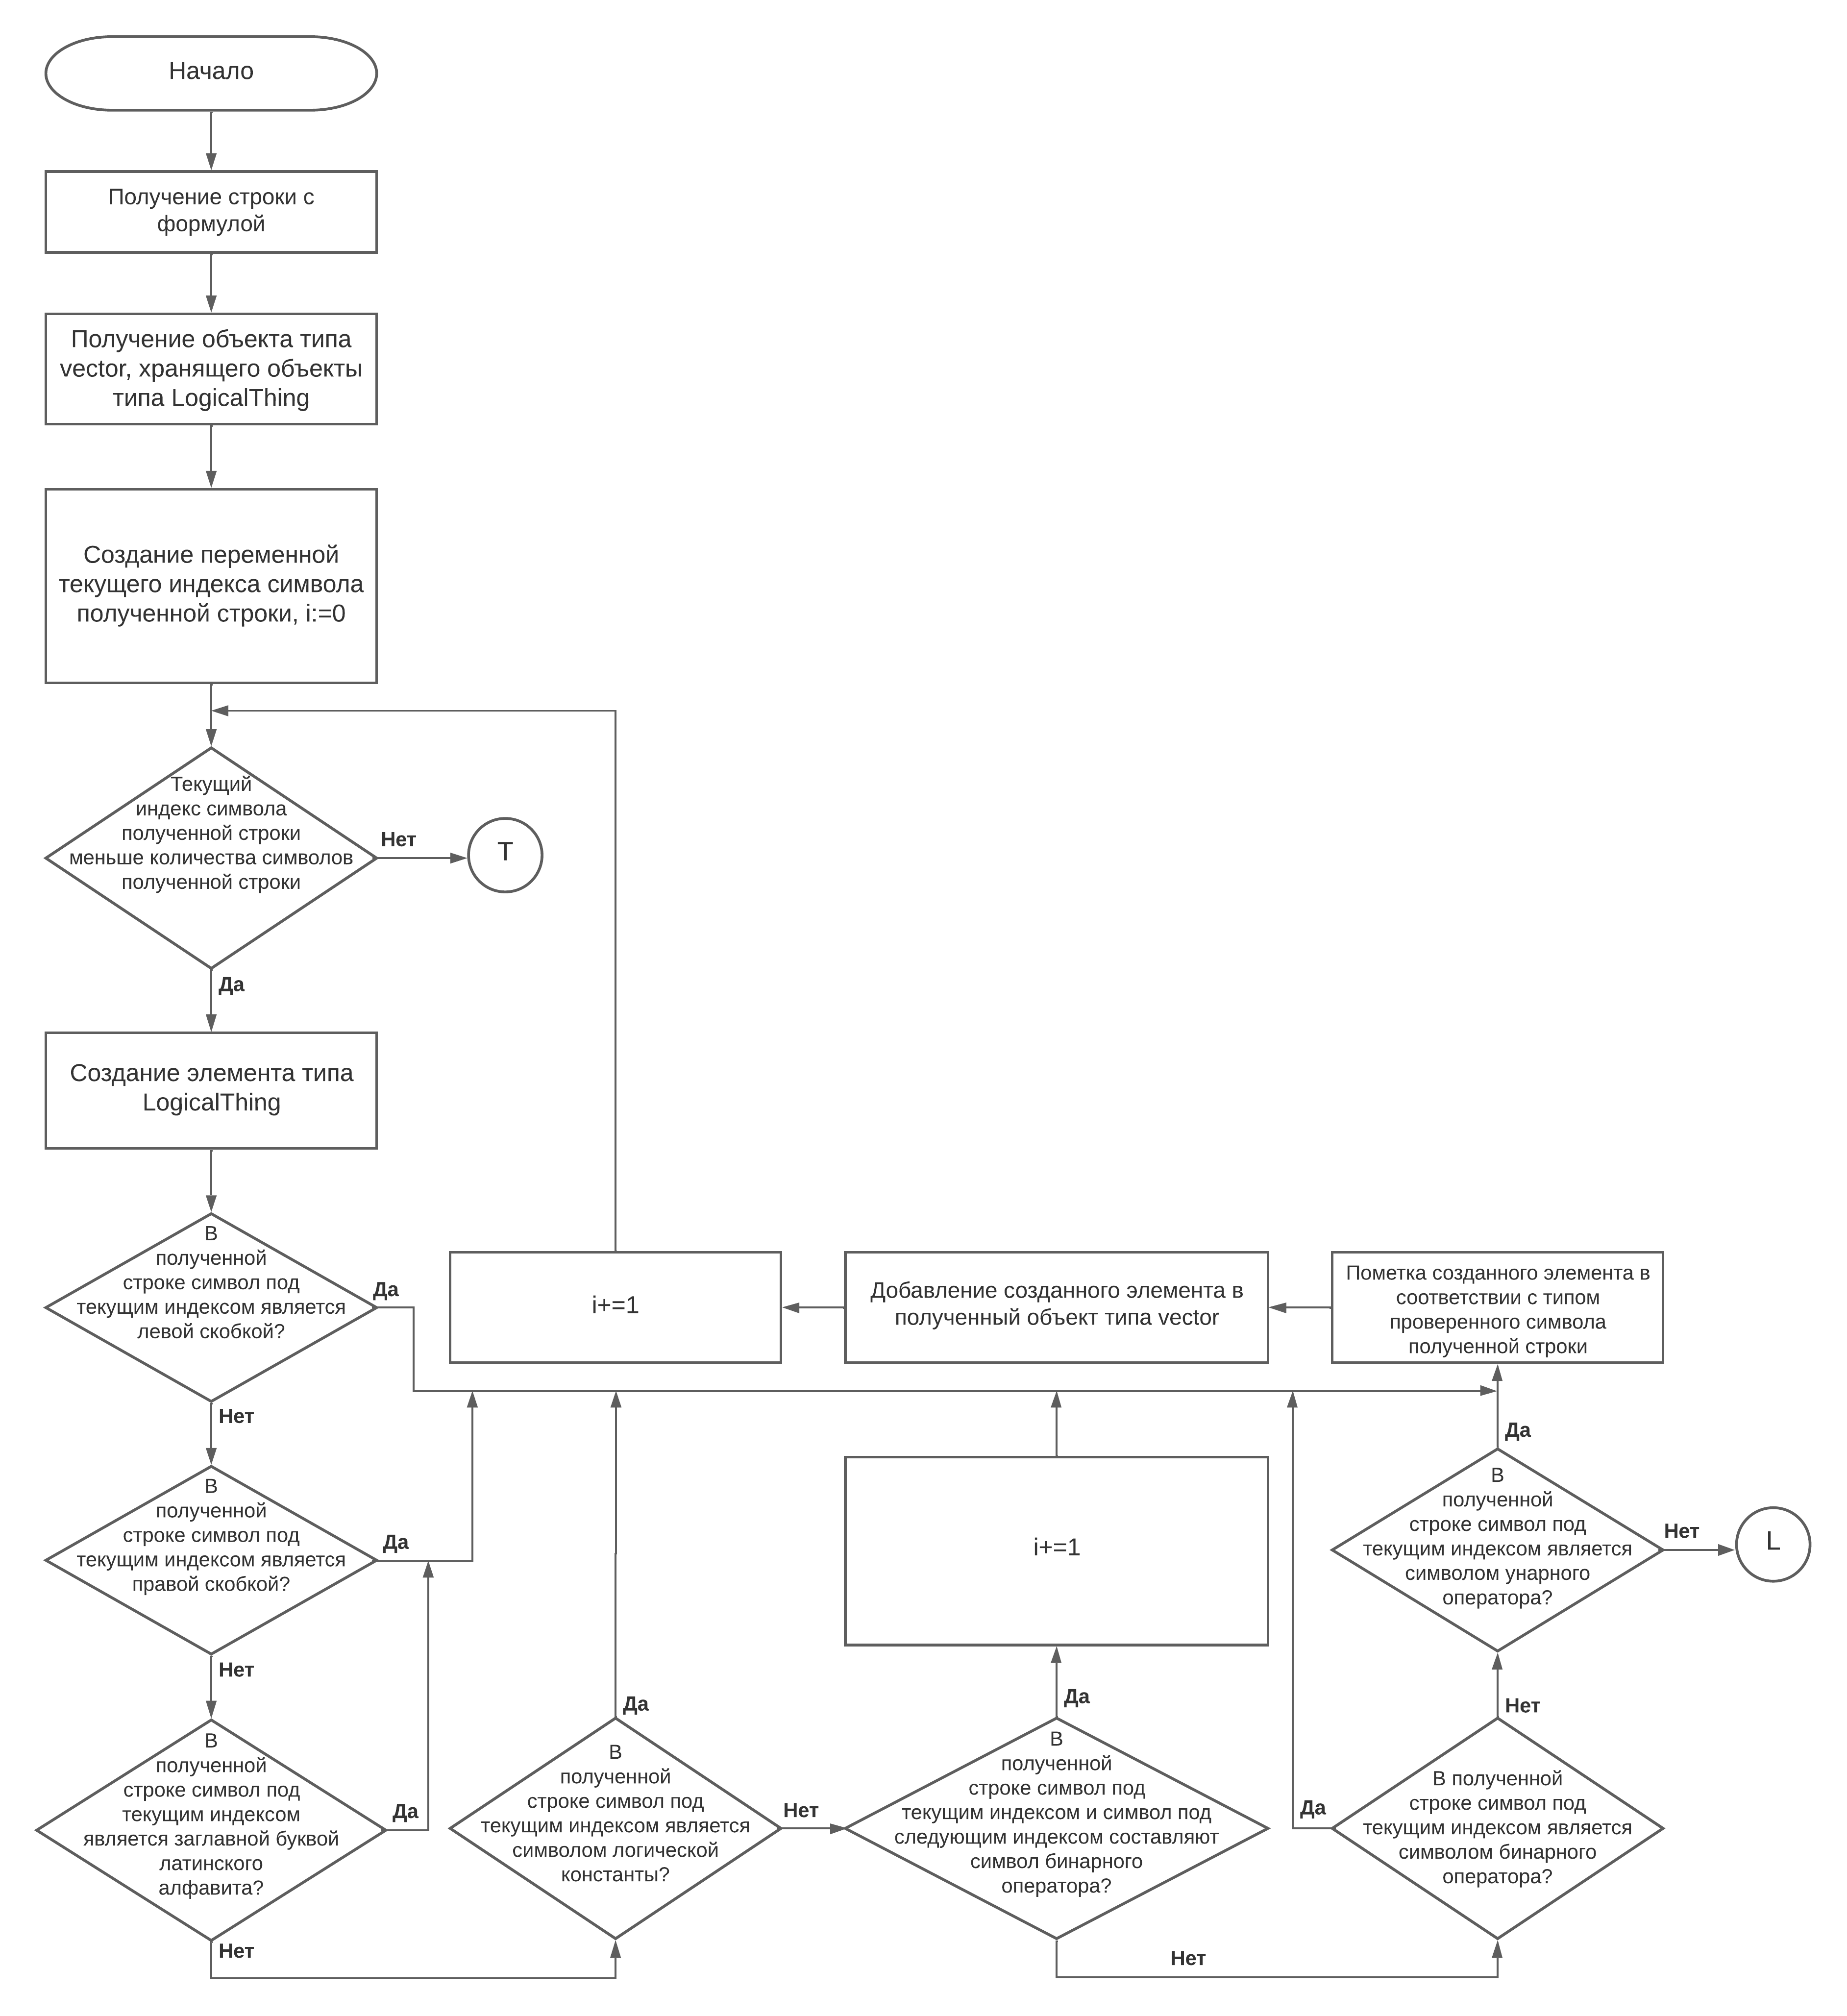 Начало
Получение строки с
формулой
Получение объекта типа
vector, хранящего объекты
типа LogicalThing
Создание переменной
текущего индекса символа
полученной строки, i:=0
Текущий
индекс символа
полученной строки
меньше количества символов
полученной строки
Нет
T
Да
Создание элемента типа
LogicalThing
В
полученной
строке символ под
текущим индексом является
левой скобкой?
Да
Нет
i+=1
Добавление созданного элемента в
полученный объект типа vector
Пометка созданного элемента в
соответствии с типом
проверенного символа
полученной строки
В
полученной
строке символ под
текущим индексом является
правой скобкой?
Да
Нет
i+=1
Да
В
полученной
строке символ под
текущим индексом является
символом унарного
оператора?
Нет
L
В
полученной
строке символ под
текущим индексом
является заглавной буквой
латинского
алфавита?
Да
Нет
Да
В
полученной
строке символ под
текущим индексом является
символом логической
константы?
Нет
Да
В
полученной
строке символ под
текущим индексом и символ под
следующим индексом составляют
символ бинарного
оператора?
Нет
Да
Нет
В полученной
строке символ под
текущим индексом является
символом бинарного
оператора?